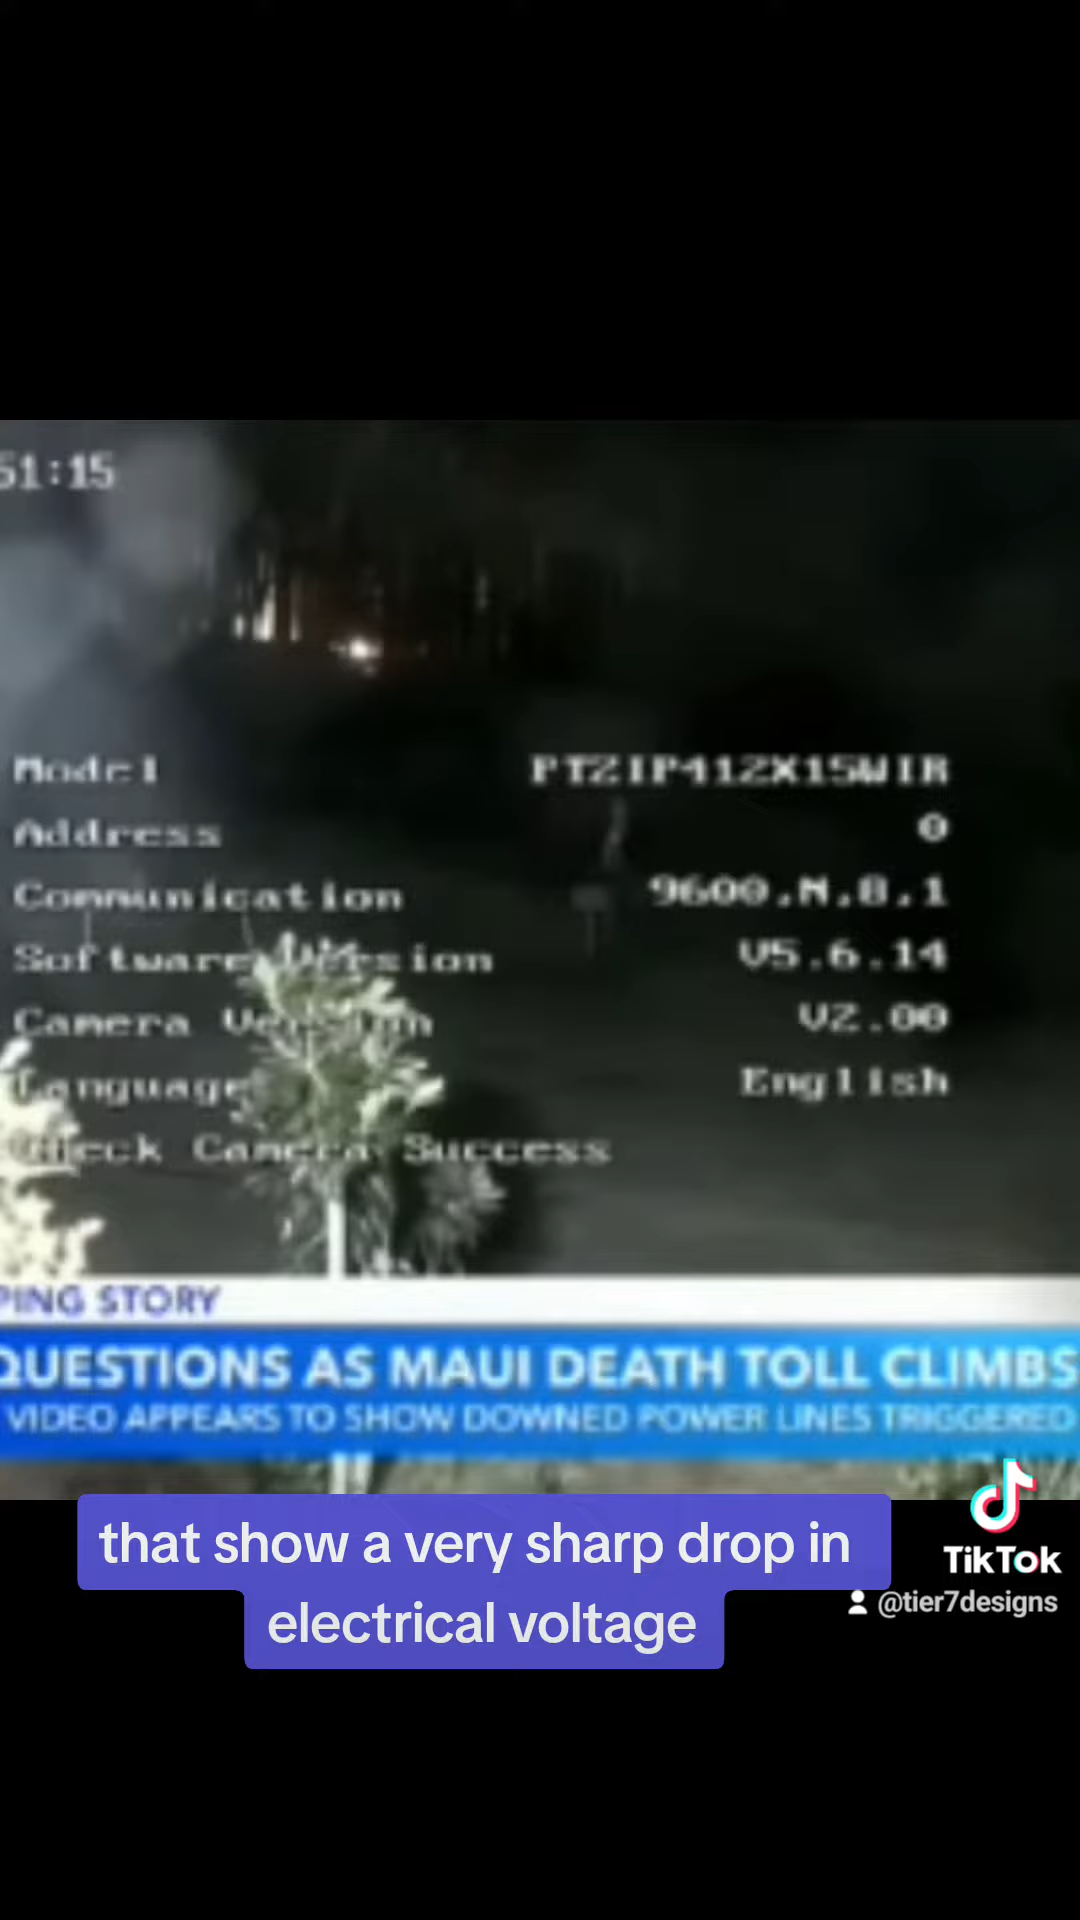 51:15
Model PTZIP412X15WIR
Address 0
Communication 9600.N.8.1
Software Version V5.6.14
Camera Version V2.00
Language English
Check Camera Success
PING STORY
QUESTIONS AS MAUI DEATH TOLL CLIMBS
VIDEO APPEARS TO SHOW DOWNED POWER LINES TRIGGERED
that show a very sharp drop in
electrical voltage
TikTok
@tier7designs